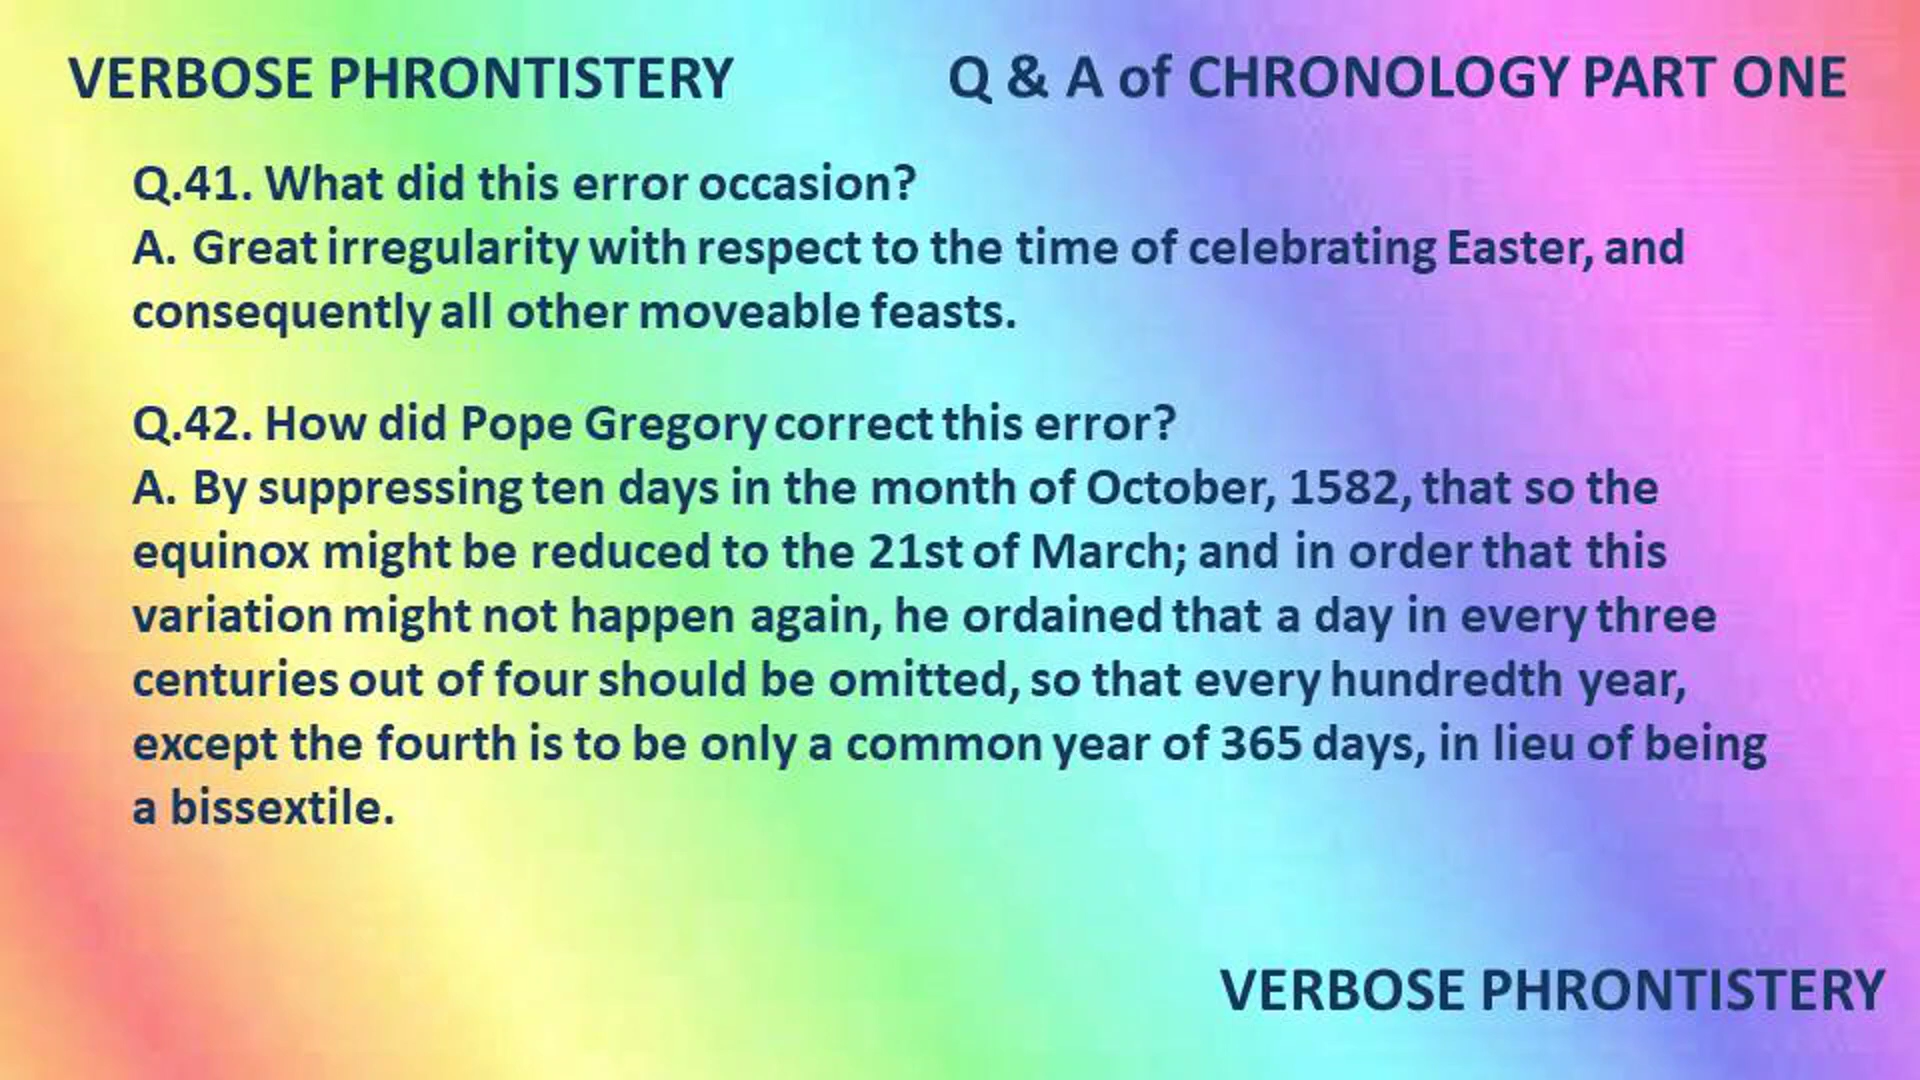 VERBOSE PHRONTISTERY
Q & A of CHRONOLOGY PART ONE
Q.41. What did this error occasion?
A. Great irregularity with respect to the time of celebrating Easter, and
consequently all other moveable feasts.
Q.42. How did Pope Gregory correct this error?
A. By suppressing ten days in the month of October, 1582, that so the
equinox might be reduced to the 21st of March; and in order that this
variation might not happen again, he ordained that a day in every three
centuries out of four should be omitted, so that every hundredth year,
except the fourth is to be only a common year of 365 days, in lieu of being
a bissextile.
VERBOSE PHRONTISTERY